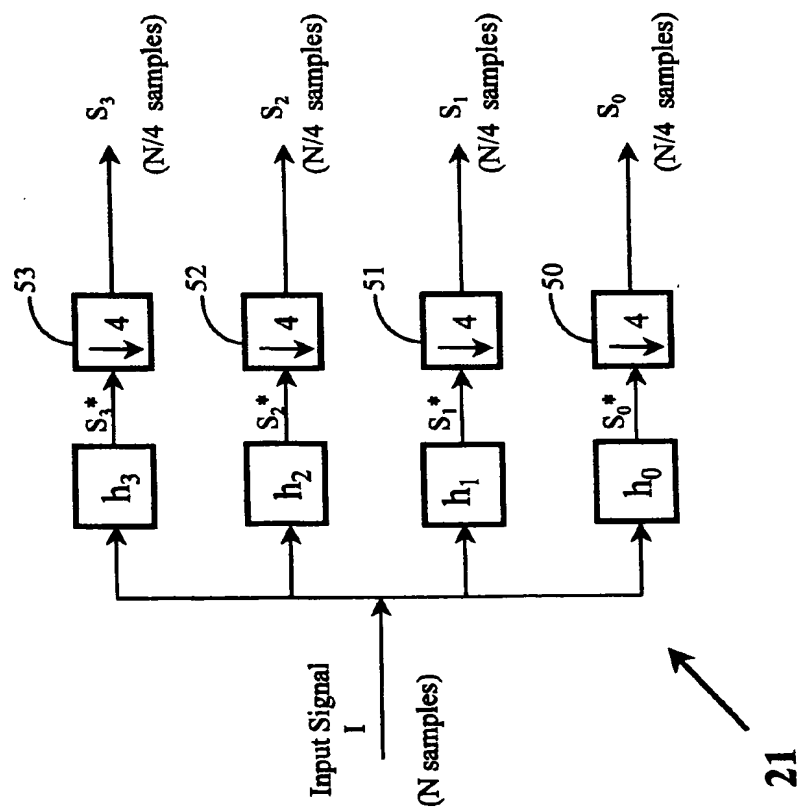 S3
(N/4 samples)
53
↓4
S3*
h3
S2
(N/4 samples)
52
↓4
S2*
h2
S1
(N/4 samples)
51
↓4
S1*
h1
S0
(N/4 samples)
50
↓4
S0*
h0
Input Signal
I
(N samples)
21